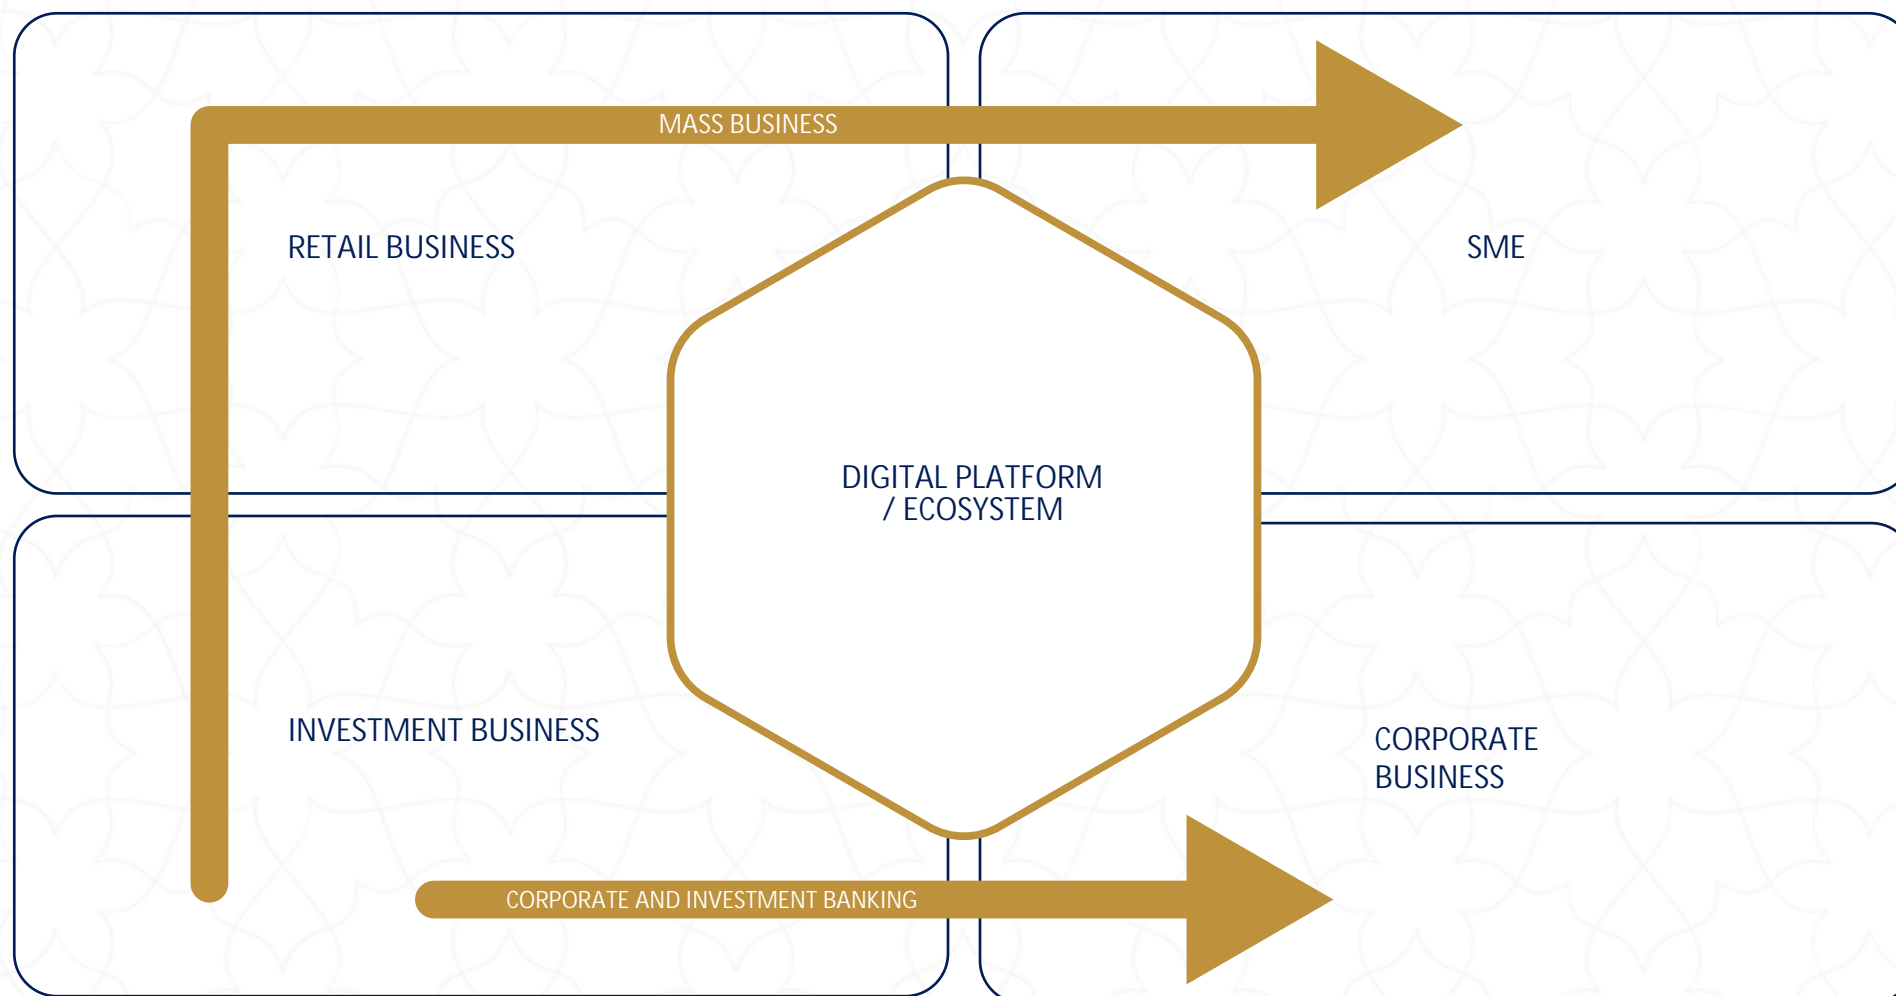 MASS BUSINESS
RETAIL BUSINESS
SME
DIGITAL PLATFORM
/ ECOSYSTEM
INVESTMENT BUSINESS
CORPORATE
BUSINESS
CORPORATE AND INVESTMENT BANKING